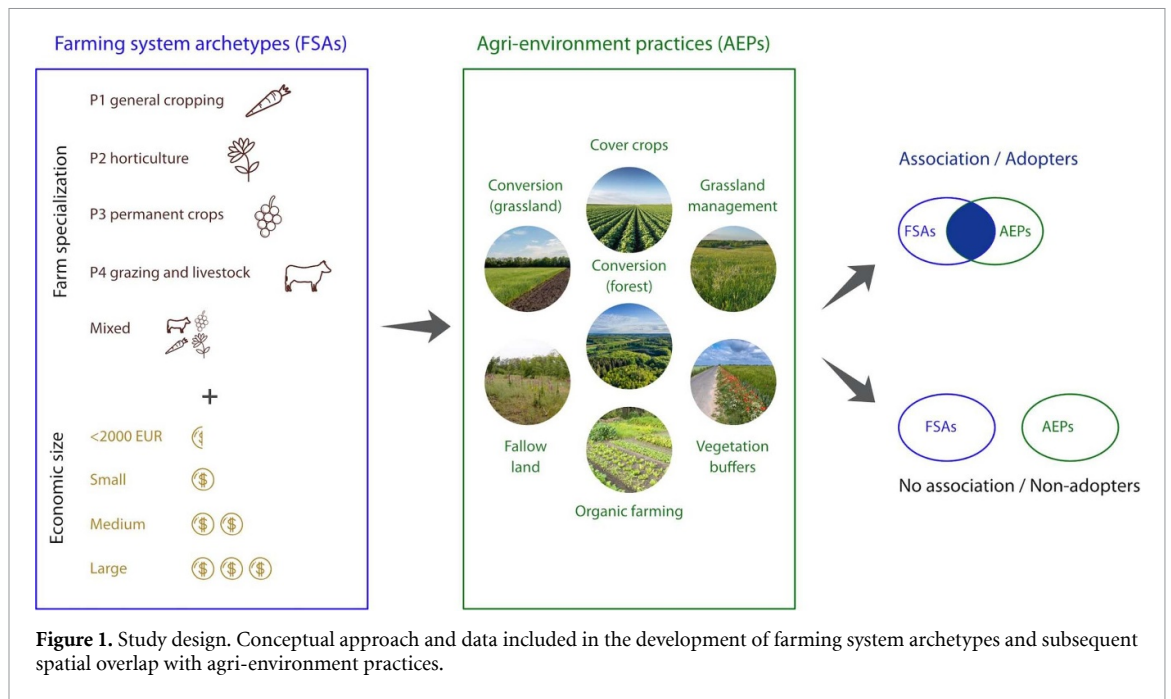 Farming system archetypes (FSAs)
Farm specialization
P1 general cropping
P2 horticulture
P3 permanent crops
P4 grazing and livestock
Mixed
+
Economic size
<2000 EUR
Small
Medium
Large
Agri-environment practices (AEPs)
Cover crops
Conversion
(grassland)
Grassland
management
Conversion
(forest)
Fallow
land
Vegetation
buffers
Organic farming
Association / Adopters
FSAs
AEPs
FSAs
AEPs
No association / Non-adopters
Figure 1. Study design. Conceptual approach and data included in the development of farming system archetypes and subsequent
spatial overlap with agri-environment practices.